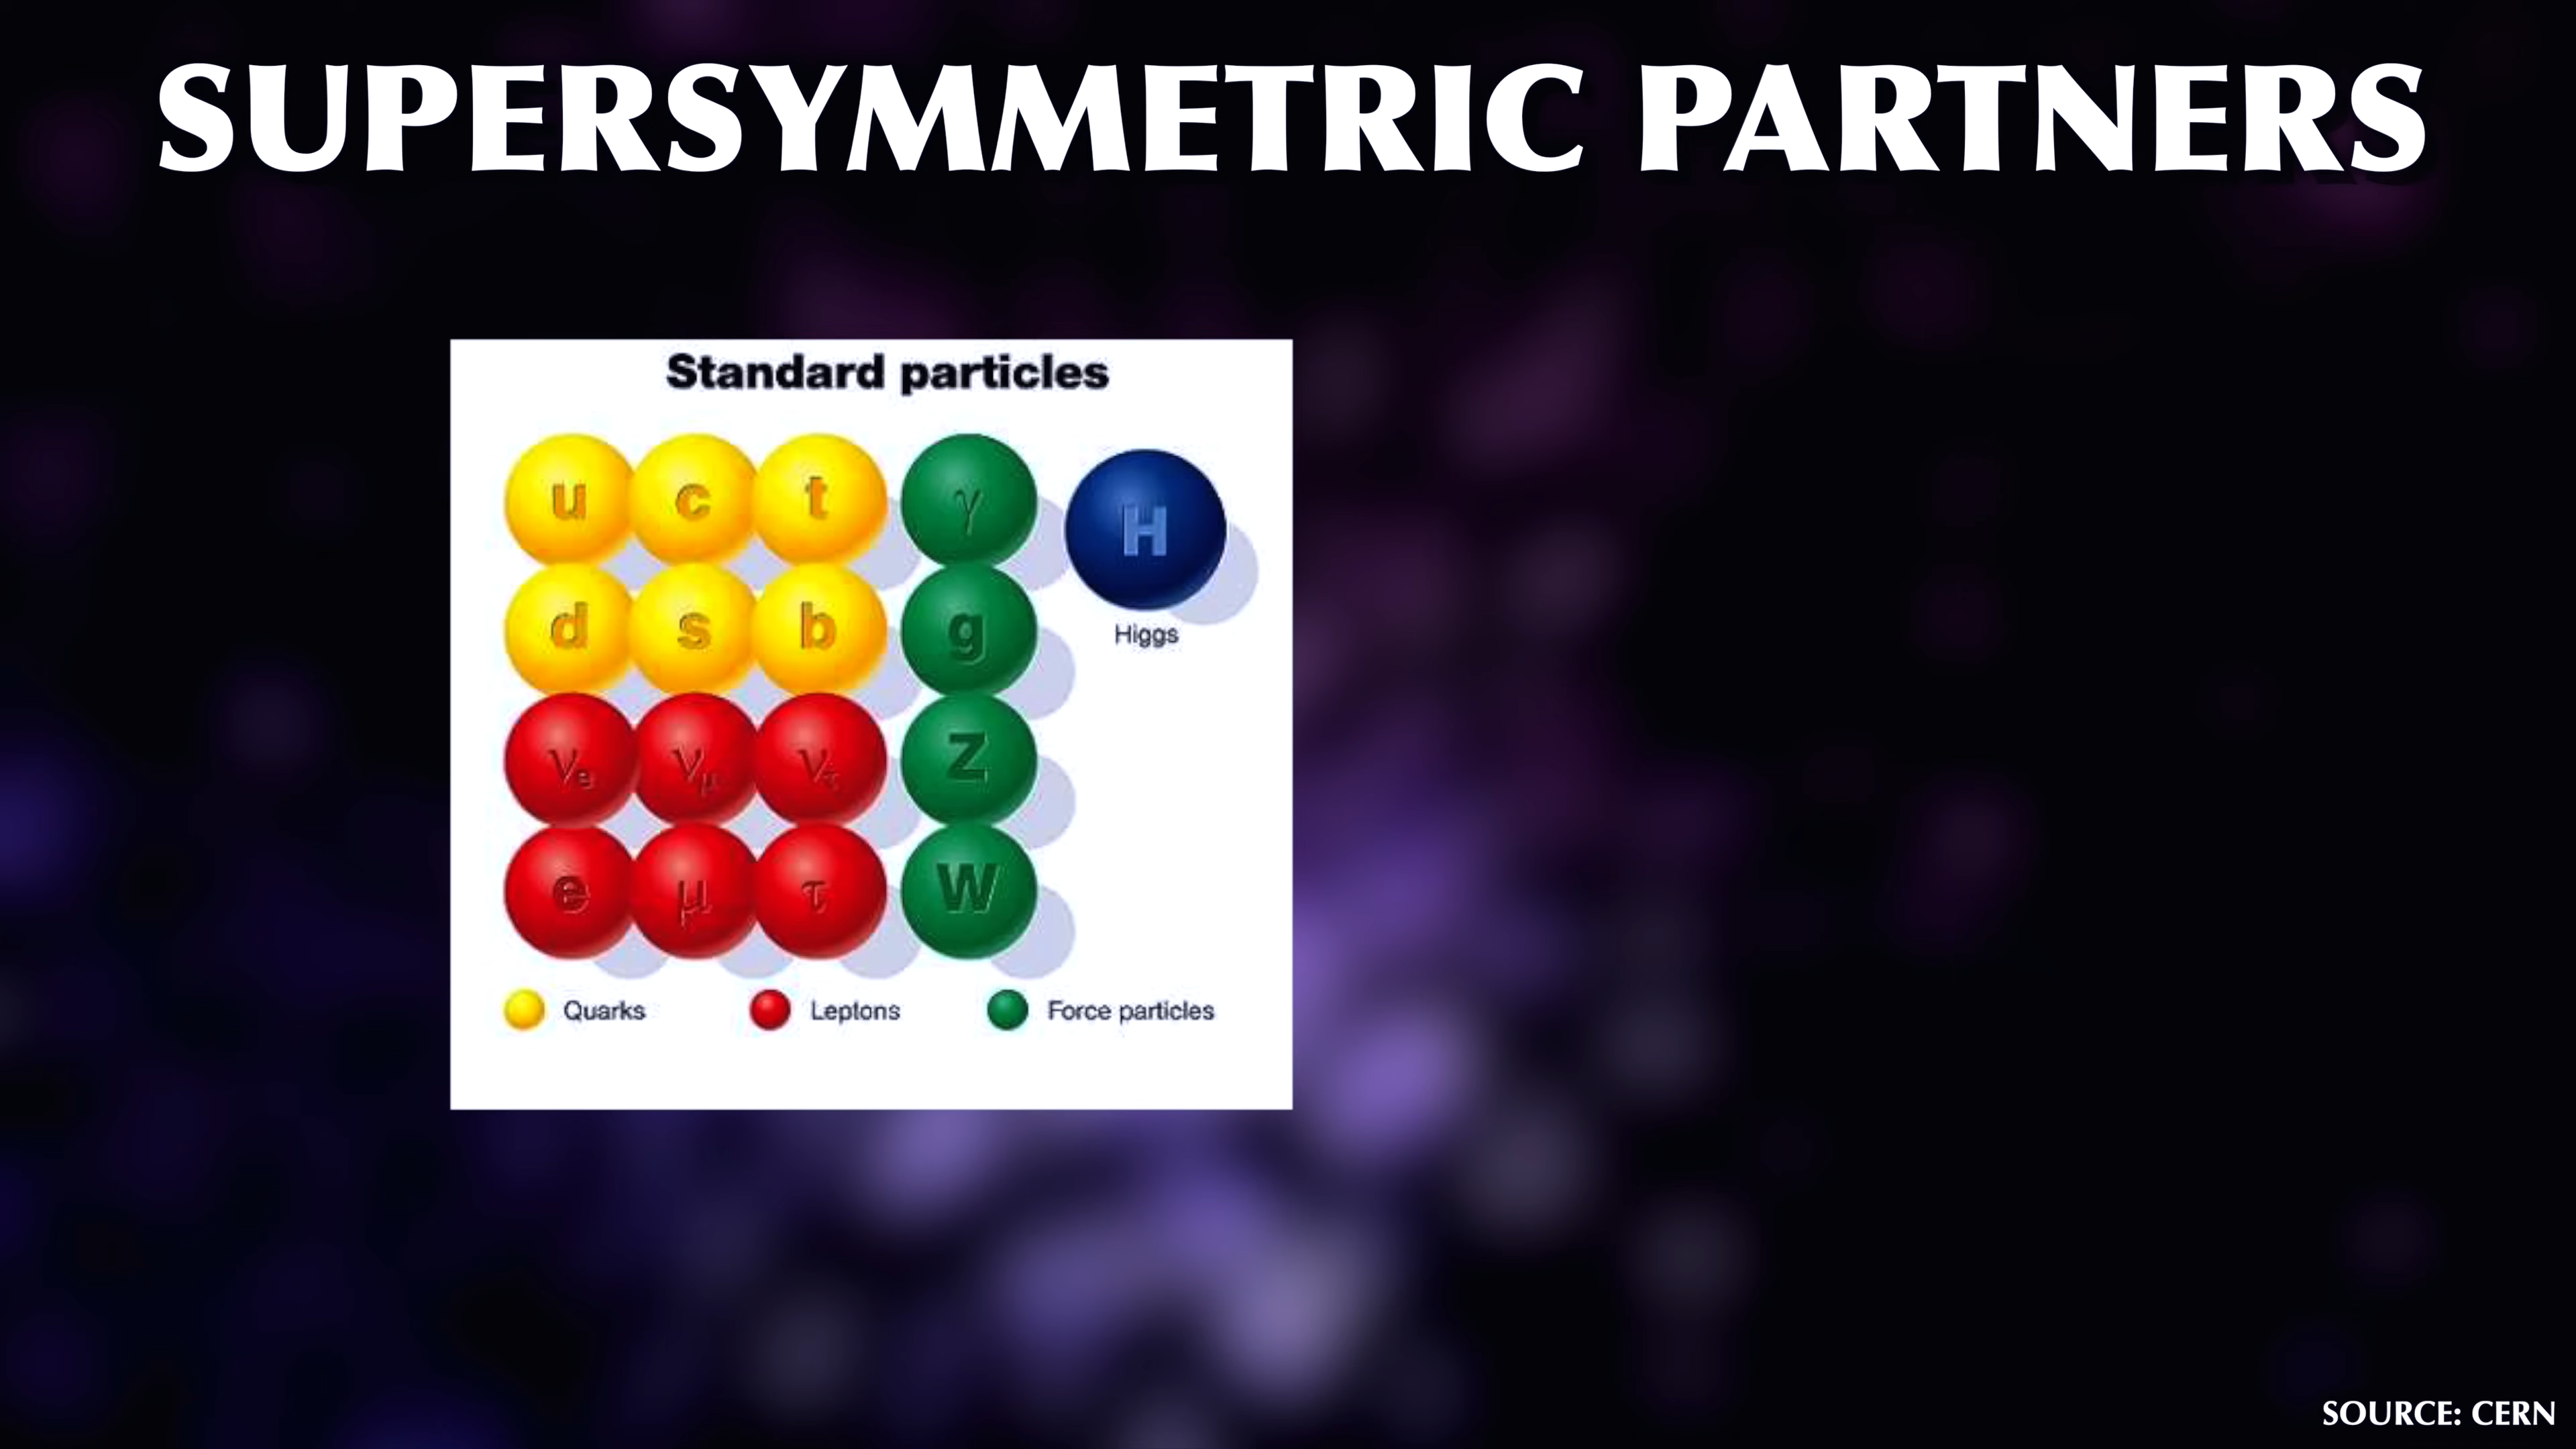 SUPERSYMMETRIC PARTNERS
Standard particles
u c t γ H
d s b g
Higgs
νe νμ ντ Z
e μ τ W
Quarks Leptons Force particles
SOURCE: CERN